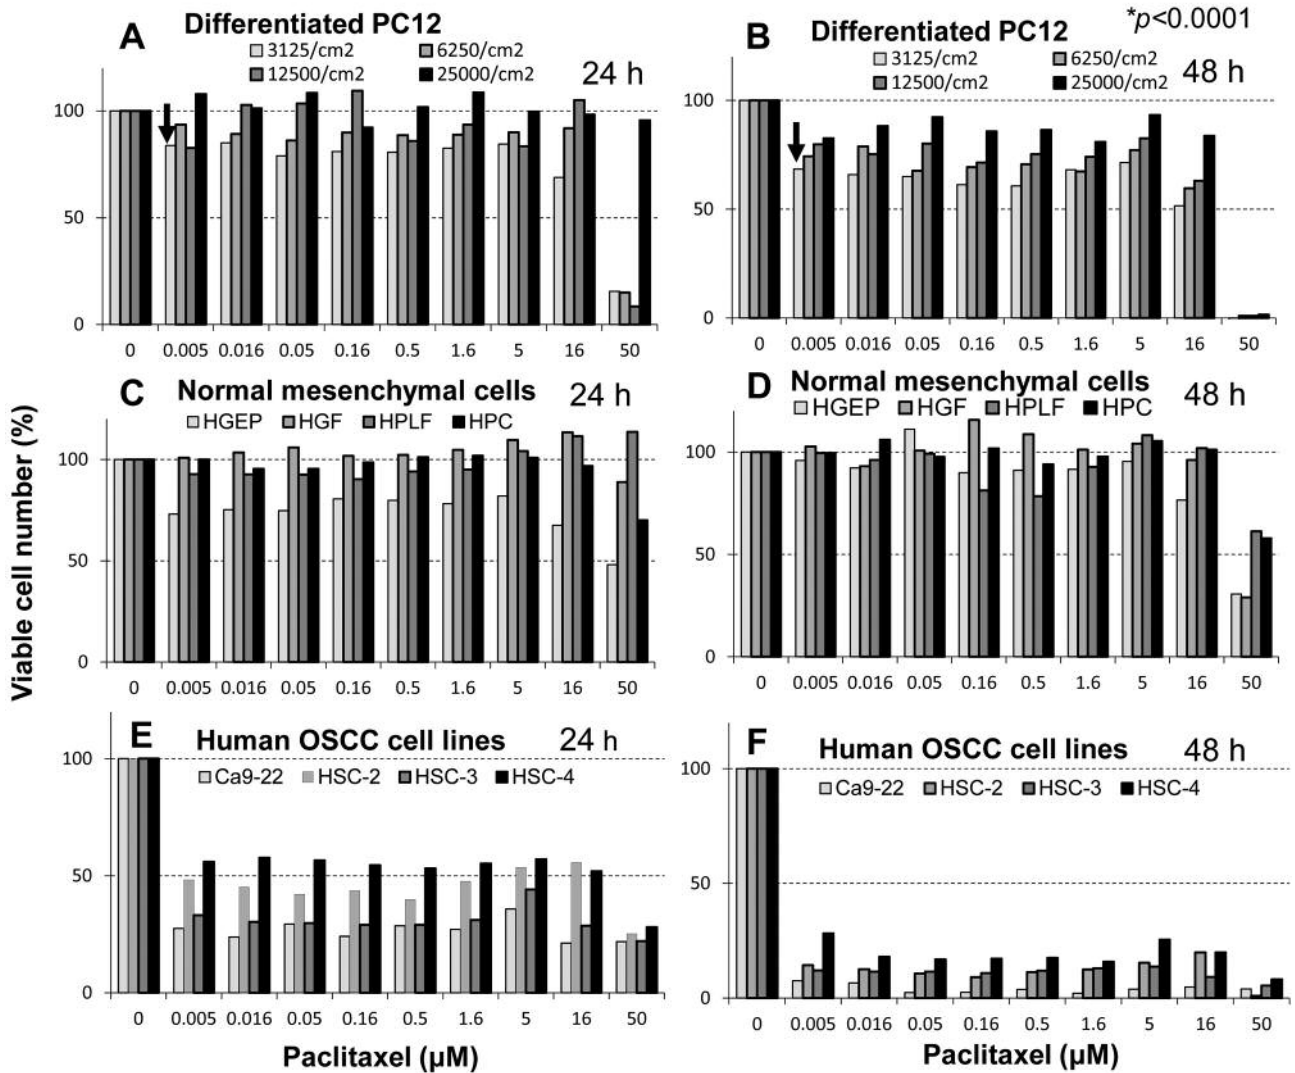 A Differentiated PC12
3125/cm2 6250/cm2
12500/cm2 25000/cm2
24 h
100
50
0
0 0.005 0.016 0.05 0.16 0.5 1.6 5 16 50
*p<0.0001
B Differentiated PC12
3125/cm2 6250/cm2
12500/cm2 25000/cm2
48 h
100
50
0
0 0.005 0.016 0.05 0.16 0.5 1.6 5 16 50
Viable cell number (%)
C Normal mesenchymal cells 24 h
HGEP HGF HPLF HPC
100
50
0
0 0.005 0.016 0.05 0.16 0.5 1.6 5 16 50
D Normal mesenchymal cells 48 h
HGEP HGF HPLF HPC
100
50
0
0 0.005 0.016 0.05 0.16 0.5 1.6 5 16 50
E Human OSCC cell lines 24 h
Ca9-22 HSC-2 HSC-3 HSC-4
100
50
0
0 0.005 0.016 0.05 0.16 0.5 1.6 5 16 50
Paclitaxel (μM)
F Human OSCC cell lines 48 h
Ca9-22 HSC-2 HSC-3 HSC-4
100
50
0
0 0.005 0.016 0.05 0.16 0.5 1.6 5 16 50
Paclitaxel (μM)